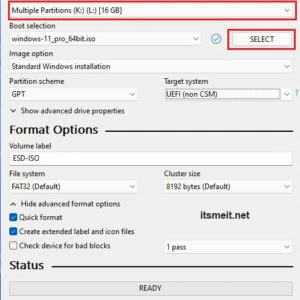 Multiple Partitions (K:) (L:) [16 GB]
Boot selection
windows-11_pro_64bit.iso
SELECT
Image option
Standard Windows installation
Partition scheme
Target system
GPT
UEFI (non CSM)
?
Show advanced drive properties
Format Options
Volume label
ESD-ISO
File system
Cluster size
FAT32 (Default)
8192 bytes (Default)
Hide advanced format options
Quick format
itsmeit.net
Create extended label and icon files
Check device for bad blocks
1 pass
Status
READY